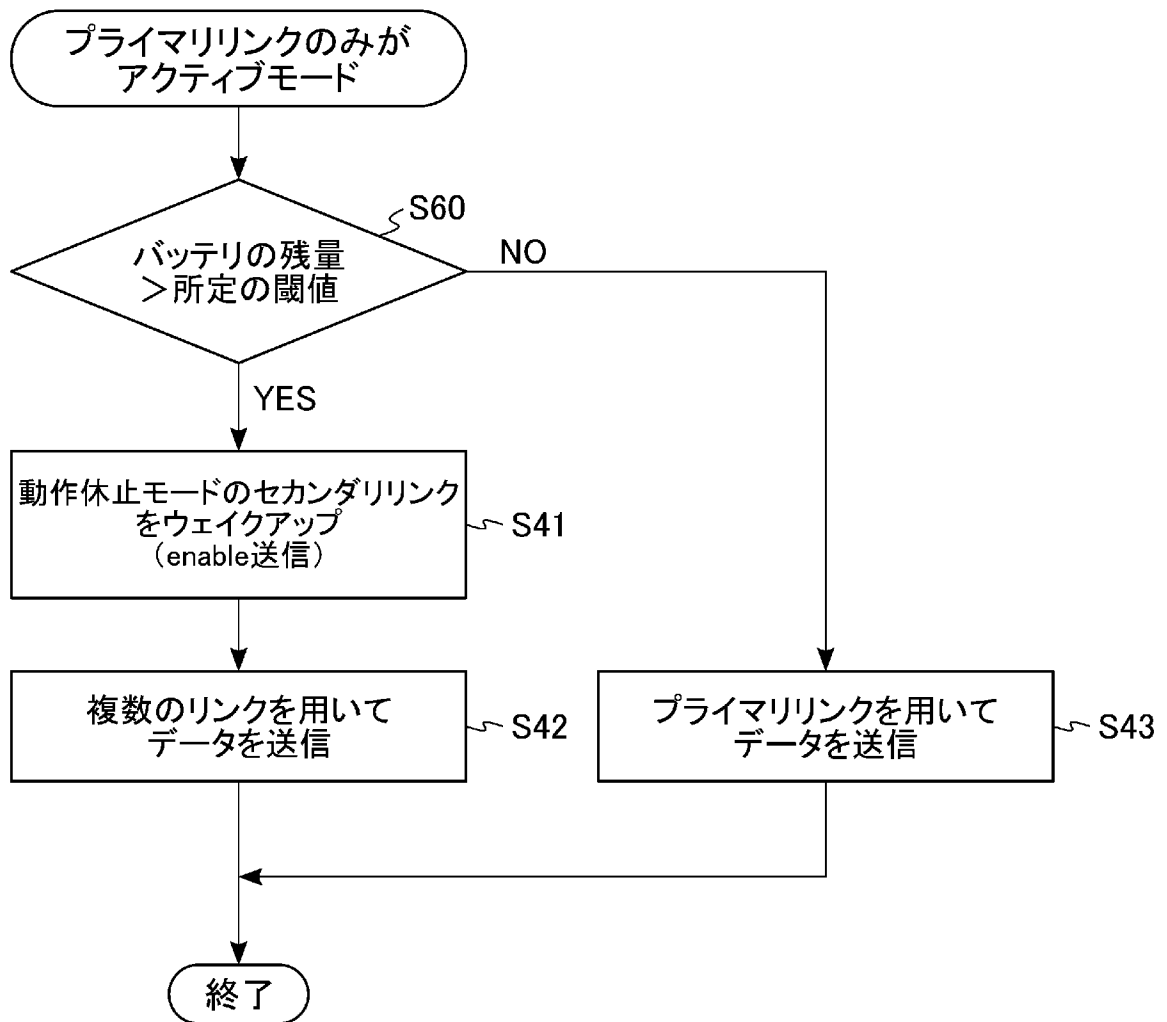 プライマリリンクのみが
アクティブモード
S60
バッテリの残量
＞所定の閾値
NO
YES
動作休止モードのセカンダリリンク
をウェイクアップ
（enable送信）
S41
複数のリンクを用いて
データを送信
S42
プライマリリンクを用いて
データを送信
S43
終了